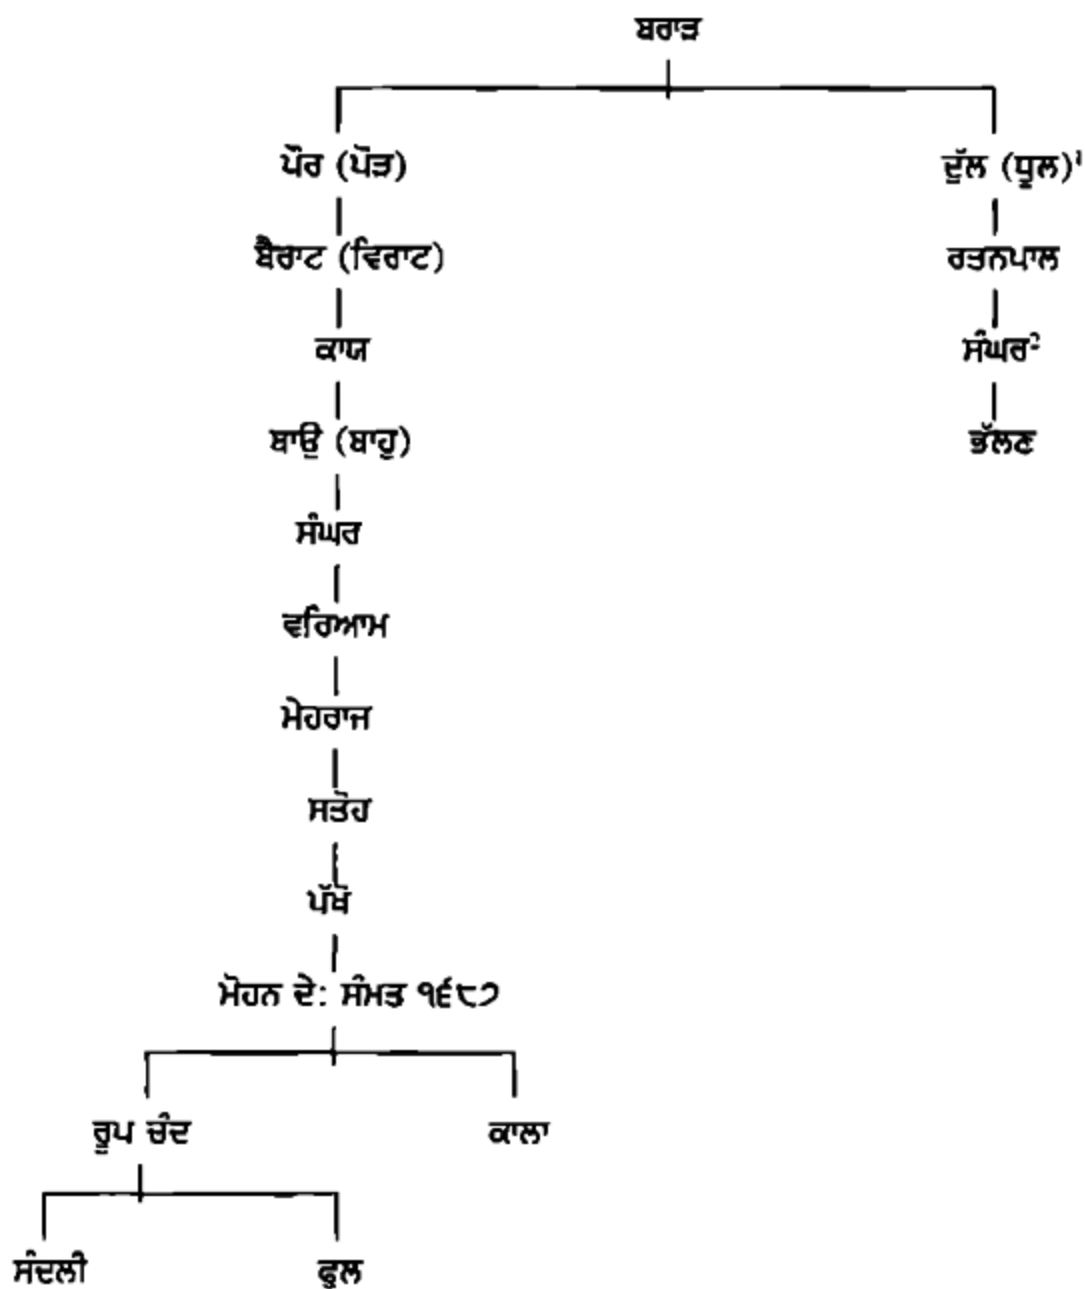 ਬਰਾੜ
ਪੌਰ (ਪੌੜ) ਦੁੱਲ (ਧੂਲ)¹
ਬੈਰਾਟ (ਵਿਰਾਟ) ਰਤਨਪਾਲ
ਕਾਯ ਸੰਘਰ²
ਬਾਉ (ਬਾਹੁ) ਭੱਲਣ
ਸੰਘਰ
ਵਰਿਆਮ
ਮੇਹਰਾਜ
ਸਤੋਹ
ਪੱਖੋ
ਮੋਹਨ ਦੇ: ਸੰਮਤ ੧੬੮੭
ਰੂਪ ਚੰਦ ਕਾਲਾ
ਸੰਦਲੀ ਫੂਲ